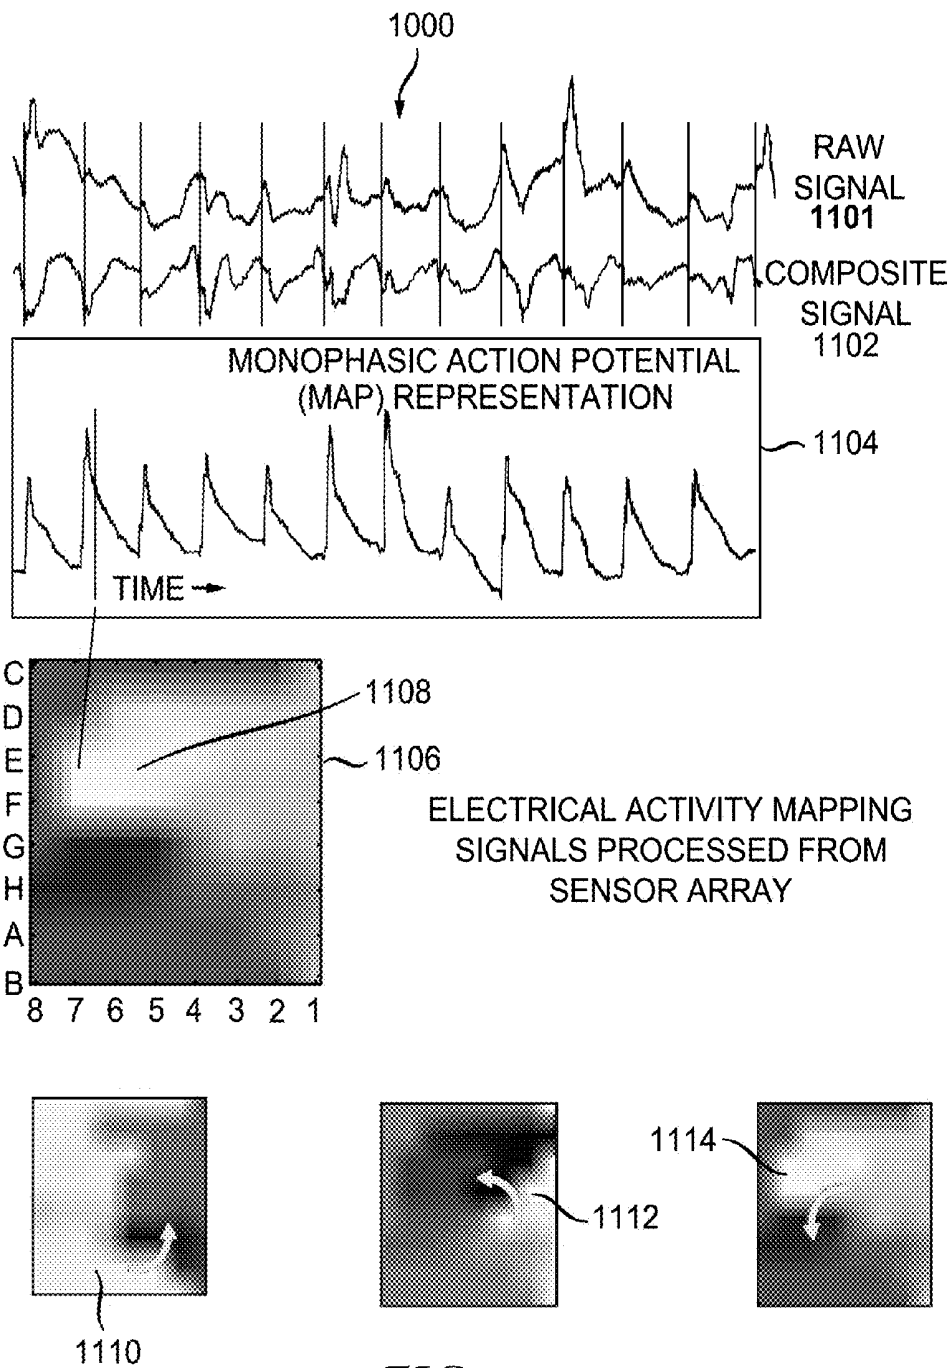 1000
RAW
SIGNAL
1101
COMPOSITE
SIGNAL
1102
MONOPHASIC ACTION POTENTIAL
(MAP) REPRESENTATION
1104
TIME
C
D
E
F
G
H
A
B
8 7 6 5 4 3 2 1
1108
1106
ELECTRICAL ACTIVITY MAPPING
SIGNALS PROCESSED FROM
SENSOR ARRAY
1110
1112
1114